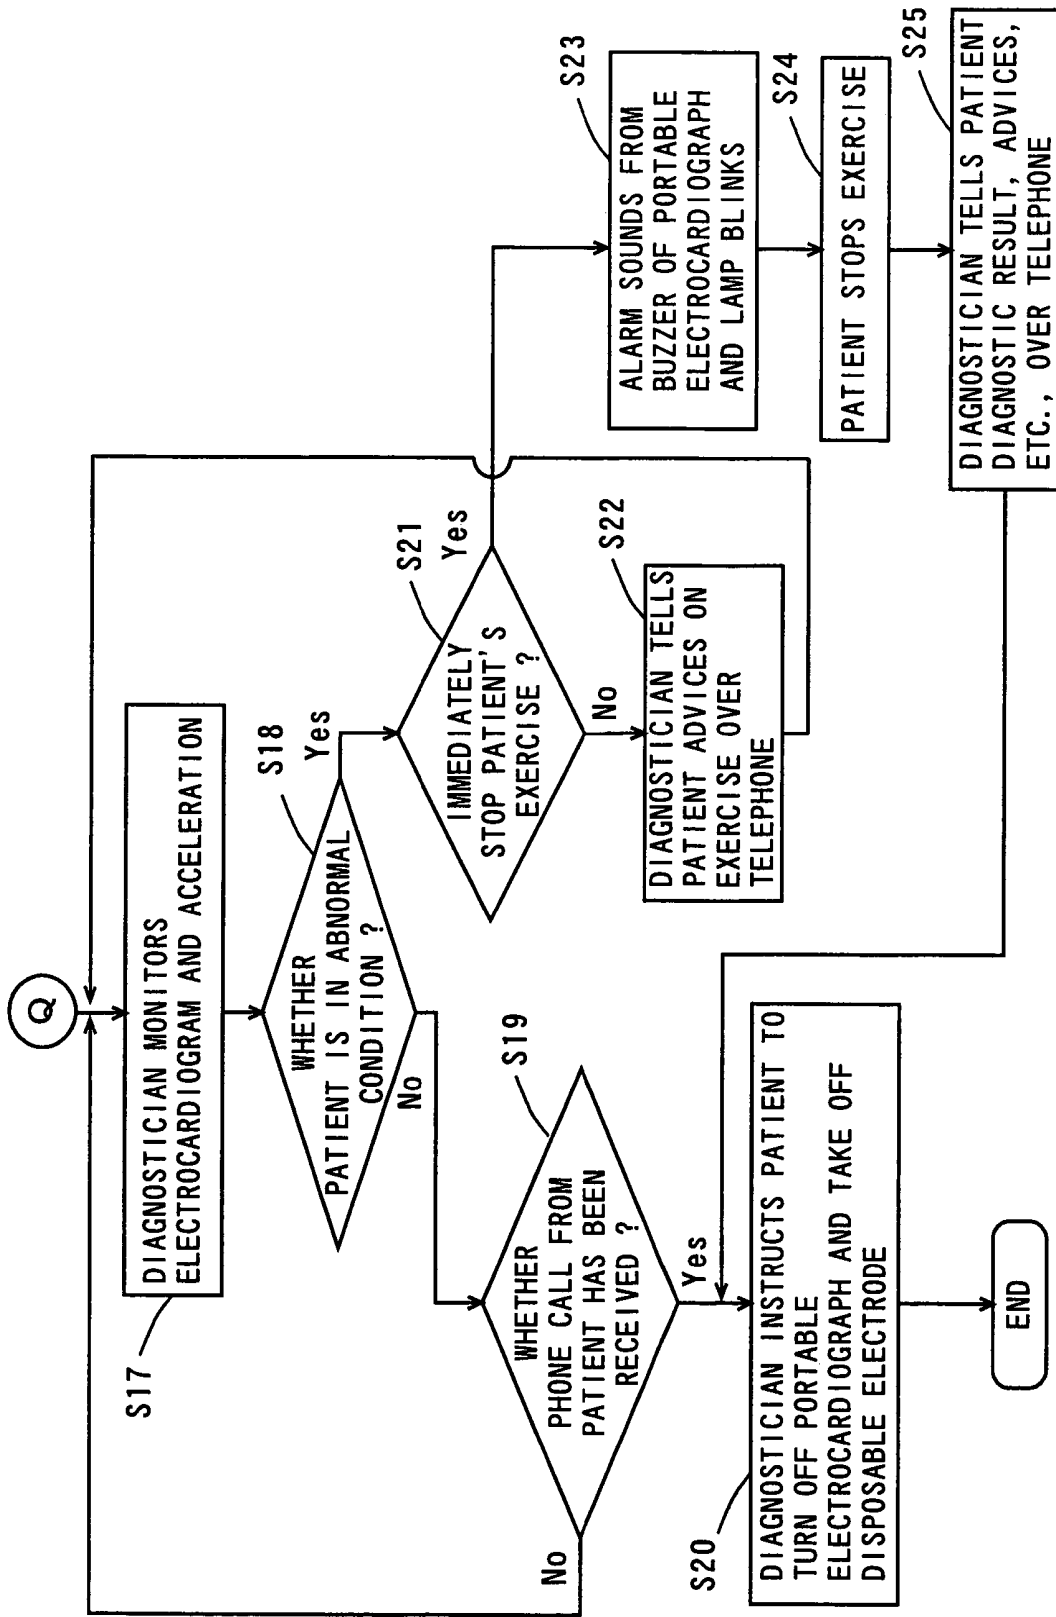 Q
S17
DIAGNOSTICIAN MONITORS
ELECTROCARDIOGRAM AND ACCELERATION
S18
WHETHER
PATIENT IS IN ABNORMAL
CONDITION ?
Yes
No
S19
WHETHER
PHONE CALL FROM
PATIENT HAS BEEN
RECEIVED ?
No
Yes
S20
DIAGNOSTICIAN INSTRUCTS PATIENT TO
TURN OFF PORTABLE
ELECTROCARDIOGRAPH AND TAKE OFF
DISPOSABLE ELECTRODE
END
S21
IMMEDIATELY
STOP PATIENT'S
EXERCISE ?
Yes
No
S22
DIAGNOSTICIAN TELLS
PATIENT ADVICES ON
EXERCISE OVER
TELEPHONE
S23
ALARM SOUNDS FROM
BUZZER OF PORTABLE
ELECTROCARDIOGRAPH
AND LAMP BLINKS
S24
PATIENT STOPS EXERCISE
S25
DIAGNOSTICIAN TELLS PATIENT
DIAGNOSTIC RESULT, ADVICES,
ETC., OVER TELEPHONE